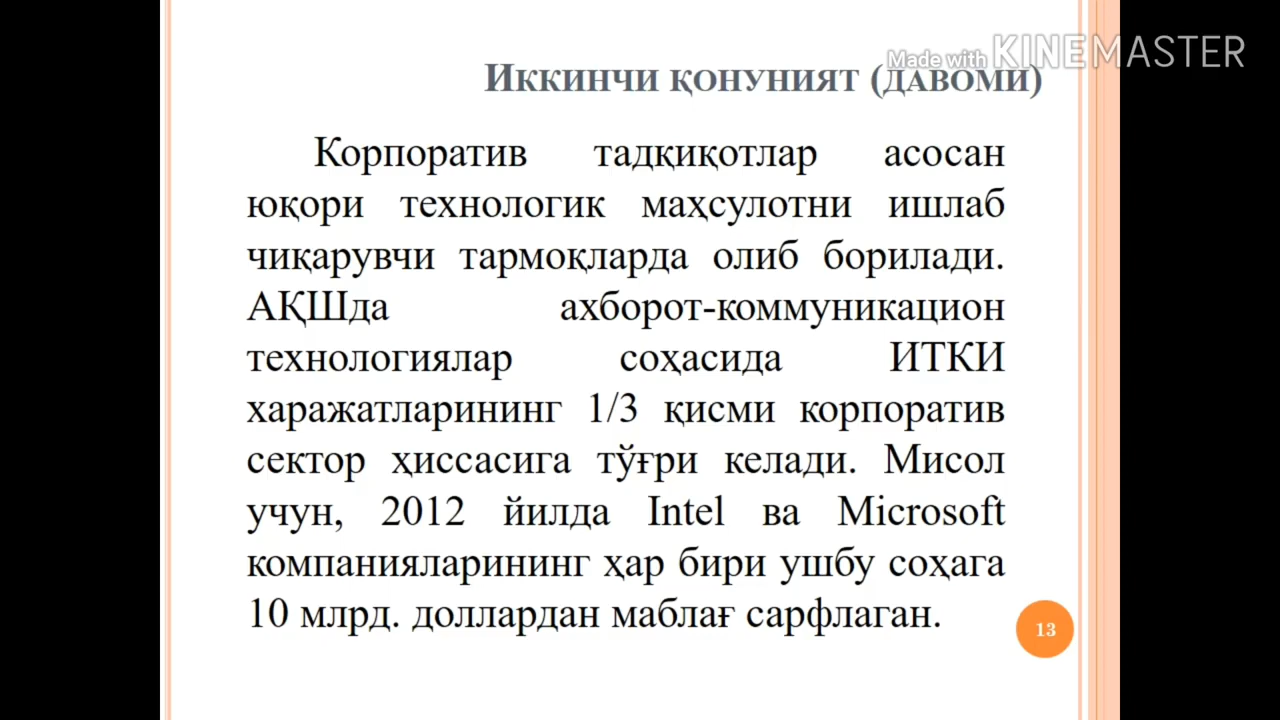 Made with KINEMASTER
Иккинчи қонуният (давоми)
Корпоратив тадқиқотлар асосан
юқори технологик маҳсулотни ишлаб
чиқарувчи тармоқларда олиб борилади.
АҚШда ахборот-коммуникацион
технологиялар соҳасида ИТКИ
харажатларининг 1/3 қисми корпоратив
сектор ҳиссасига тўғри келади. Мисол
учун, 2012 йилда Intel ва Microsoft
компанияларининг ҳар бири ушбу соҳага
10 млрд. доллардан маблағ сарфлаган.
13